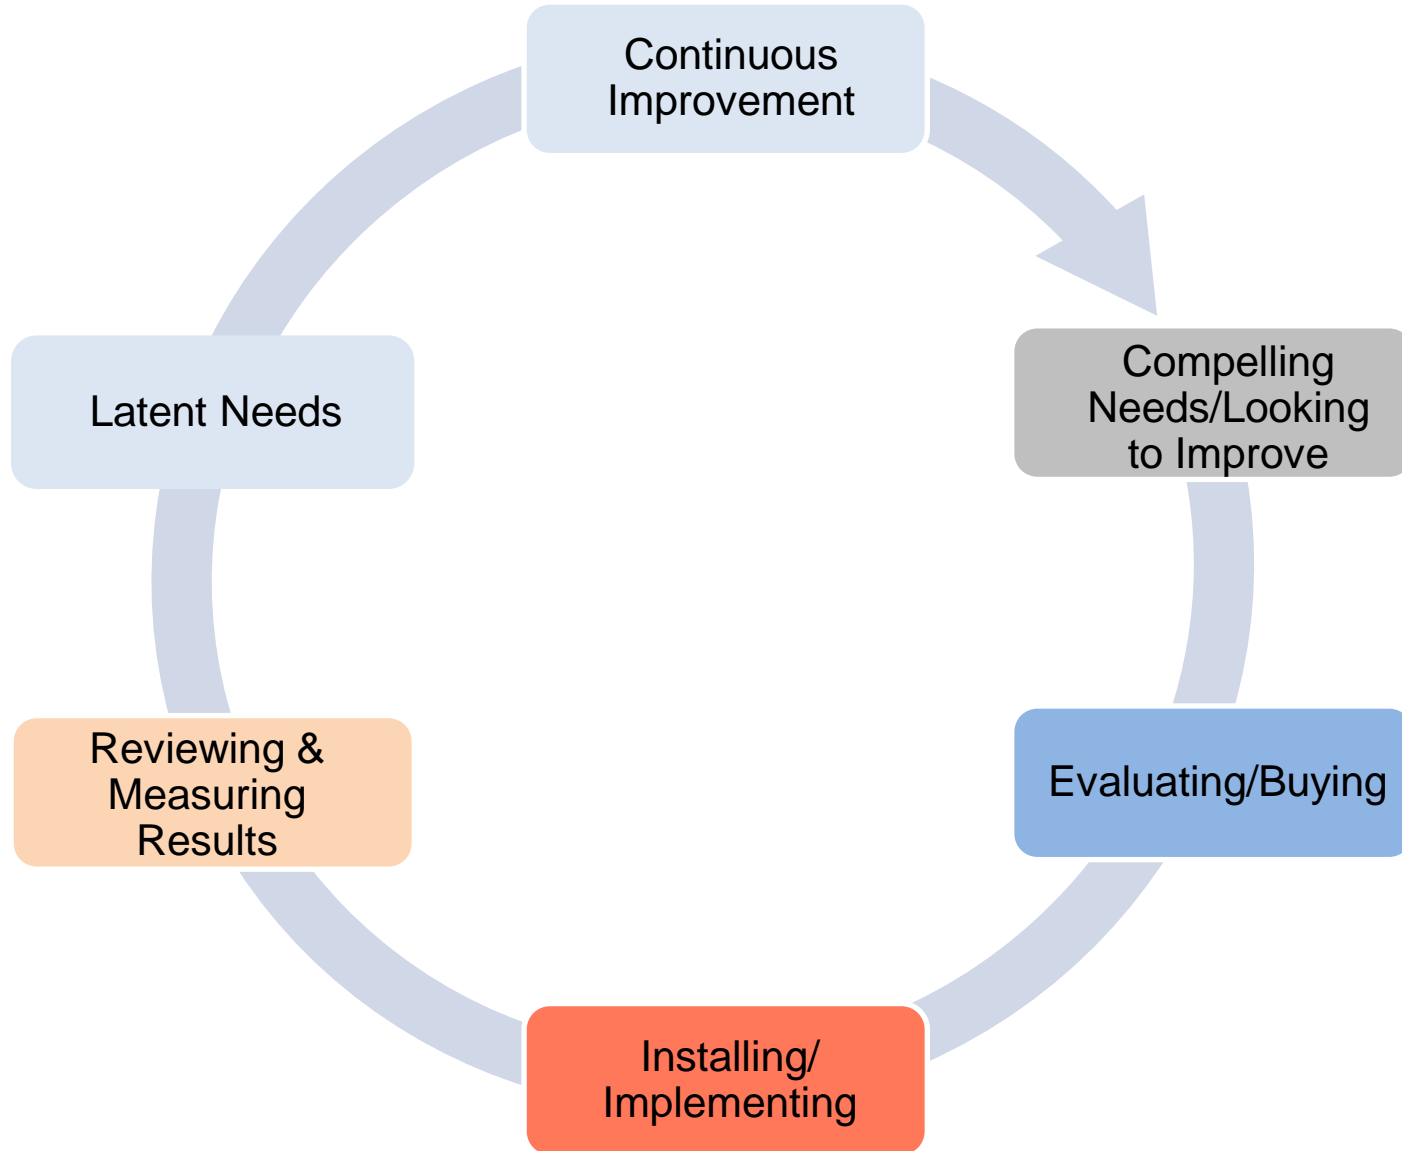 Continuous
Improvement
Compelling
Needs/Looking
to Improve
Evaluating/Buying
Installing/
Implementing
Reviewing &
Measuring
Results
Latent Needs